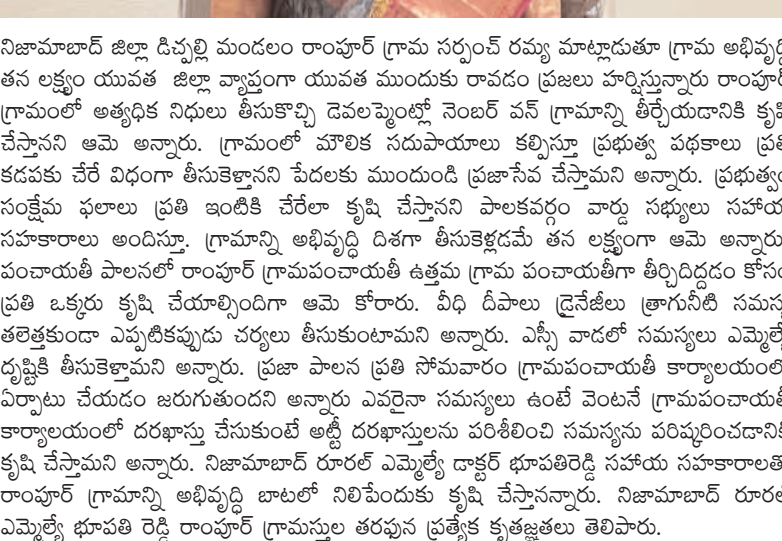 నిజామాబాద్ జిల్లా డిచ్పల్లి మండలం రాంపూర్ గ్రామ సర్పంచ్ రమ్య మాట్లాడుతూ గ్రామ అభివృద్ధి
తన లక్ష్యం యువత జిల్లా వ్యాప్తంగా యువత ముందుకు రావడం ప్రజలు హర్షిస్తున్నారు రాంపూర్
గ్రామంలో అత్యధిక నిధులు తీసుకొచ్చి డెవలప్మెంట్లో నెంబర్ వన్ గ్రామాన్ని తీర్చేయడానికి కృషి
చేస్తానని ఆమె అన్నారు. గ్రామంలో మౌలిక సదుపాయాలు కల్పిస్తూ ప్రభుత్వ పథకాలు ప్రతి
కడపకు చేరే విధంగా తీసుకెళ్తానని పేదలకు ముందుండి ప్రజాసేవ చేస్తామని అన్నారు. ప్రభుత్వం
సంక్షేమ ఫలాలు ప్రతి ఇంటికి చేరేలా కృషి చేస్తానని పాలకవర్గం వార్డు సభ్యులు సహాయ
సహకారాలు అందిస్తూ. గ్రామాన్ని అభివృద్ధి దిశగా తీసుకెళ్లడమే తన లక్ష్యంగా ఆమె అన్నారు
పంచాయతీ పాలనలో రాంపూర్ గ్రామపంచాయతీ ఉత్తమ గ్రామ పంచాయతీగా తీర్చిదిద్దడం కోసం
ప్రతి ఒక్కరు కృషి చేయాల్సిందిగా ఆమె కోరారు. వీధి దీపాలు డ్రైనేజీలు త్రాగునీటి సమస్య
తలెత్తకుండా ఎప్పటికప్పుడు చర్యలు తీసుకుంటామని అన్నారు. ఎస్సీ వాడలో సమస్యలు ఎమ్మెల్యే
దృష్టికి తీసుకెళ్తామని అన్నారు. ప్రజా పాలన ప్రతి సోమవారం గ్రామపంచాయతీ కార్యాలయంలో
ఏర్పాటు చేయడం జరుగుతుందని అన్నారు ఎవరైనా సమస్యలు ఉంటే వెంటనే గ్రామపంచాయతీ
కార్యాలయంలో దరఖాస్తు చేసుకుంటే అట్టీ దరఖాస్తులను పరిశీలించి సమస్యను పరిష్కరించడానికి
కృషి చేస్తామని అన్నారు. నిజామాబాద్ రూరల్ ఎమ్మెల్యే డాక్టర్ భూపతిరెడ్డి సహాయ సహకారాలతో
రాంపూర్ గ్రామాన్ని అభివృద్ధి బాటలో నిలిపేందుకు కృషి చేస్తానన్నారు. నిజామాబాద్ రూరల్
ఎమ్మెల్యే భూపతి రెడ్డి రాంపూర్ గ్రామస్తుల తరఫున ప్రత్యేక కృతజ్ఞతలు తెలిపారు.